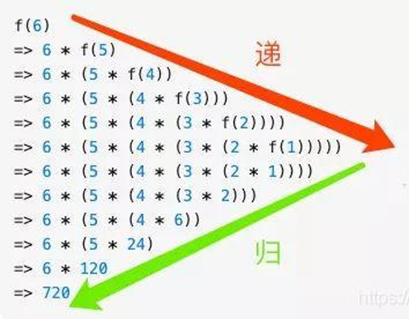 f(6)
=> 6 * f(5)
=> 6 * (5 * f(4))
=> 6 * (5 * (4 * f(3)))
=> 6 * (5 * (4 * (3 * f(2))))
=> 6 * (5 * (4 * (3 * (2 * f(1)))))
=> 6 * (5 * (4 * (3 * (2 * 1))))
=> 6 * (5 * (4 * (3 * 2)))
=> 6 * (5 * (4 * 6))
=> 6 * (5 * 24)
=> 6 * 120
=> 720
递
归
https:/